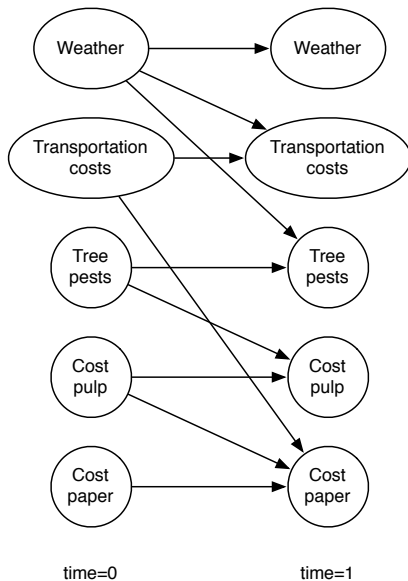 Weather
Weather
Transportation
costs
Transportation
costs
Tree
pests
Tree
pests
Cost
pulp
Cost
pulp
Cost
paper
Cost
paper
time=0
time=1